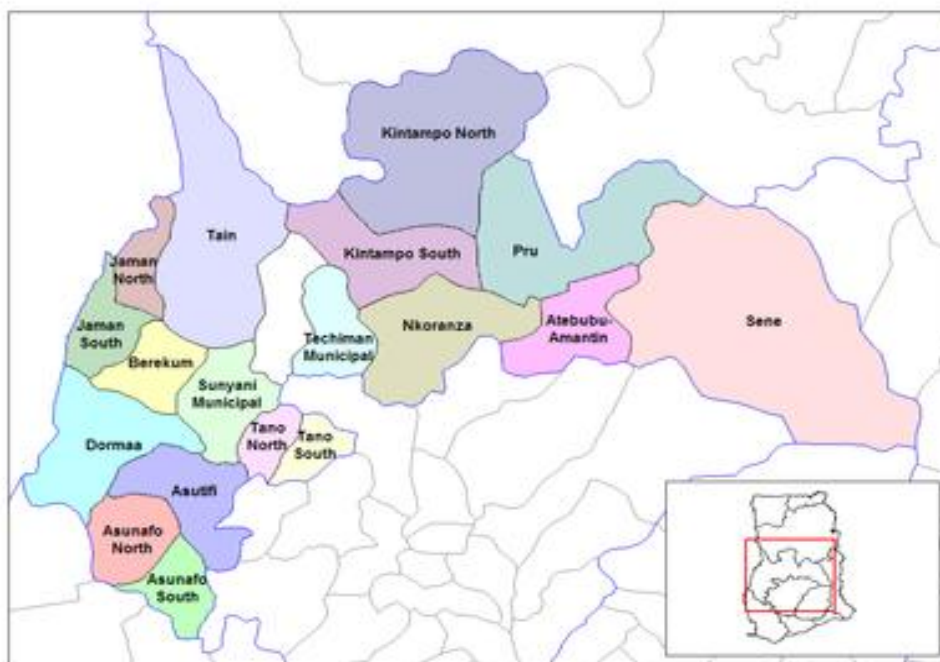 Kintampo North
Tain
Jaman
North
Kintampo South
Pru
Jaman
South
Berekum
Techiman
Municipal
Nkoranza
Atebubu-
Amantin
Sene
Sunyani
Municipal
Dormaa
Tano
North
Tano
South
Asutifi
Asunafo
North
Asunafo
South